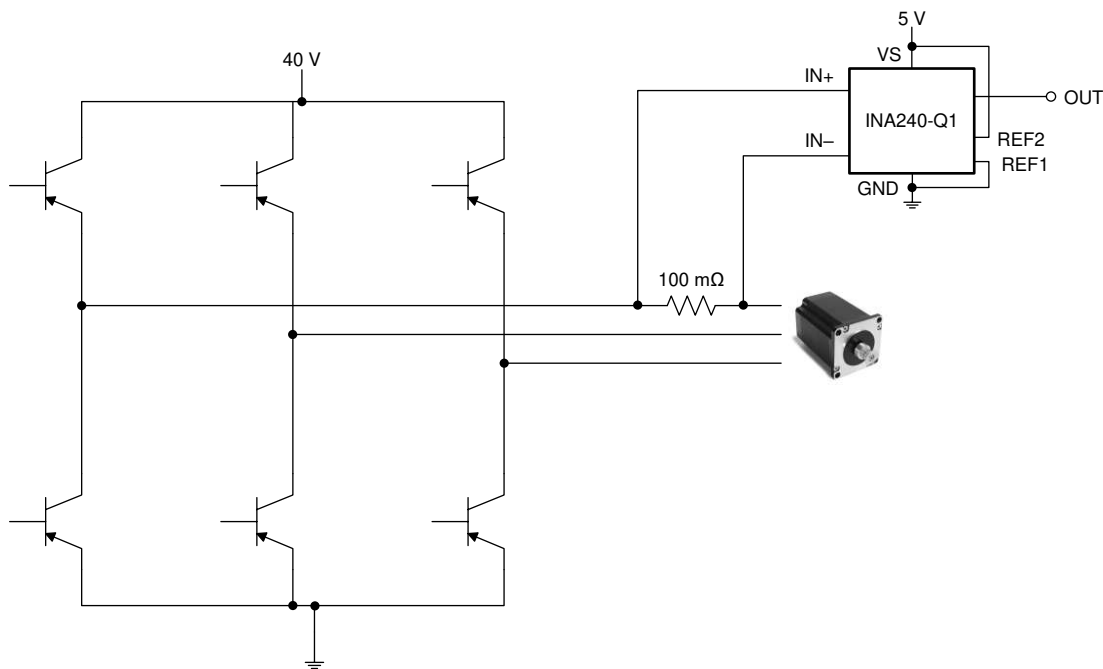 5 V
40 V
VS
IN+
INA240-Q1
OUT
IN–
REF2
REF1
GND
100 mΩ